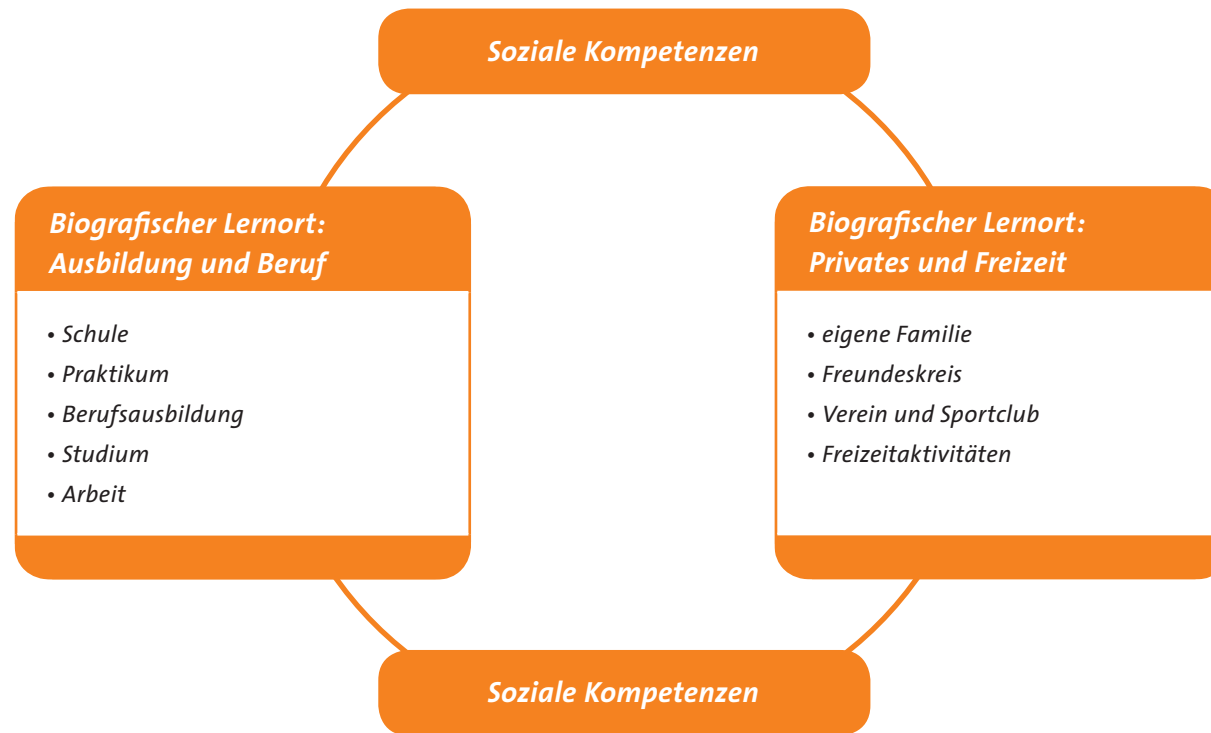 Soziale Kompetenzen
Biografischer Lernort:
Ausbildung und Beruf
• Schule
• Praktikum
• Berufsausbildung
• Studium
• Arbeit
Biografischer Lernort:
Privates und Freizeit
• eigene Familie
• Freundeskreis
• Verein und Sportclub
• Freizeitaktivitäten
Soziale Kompetenzen